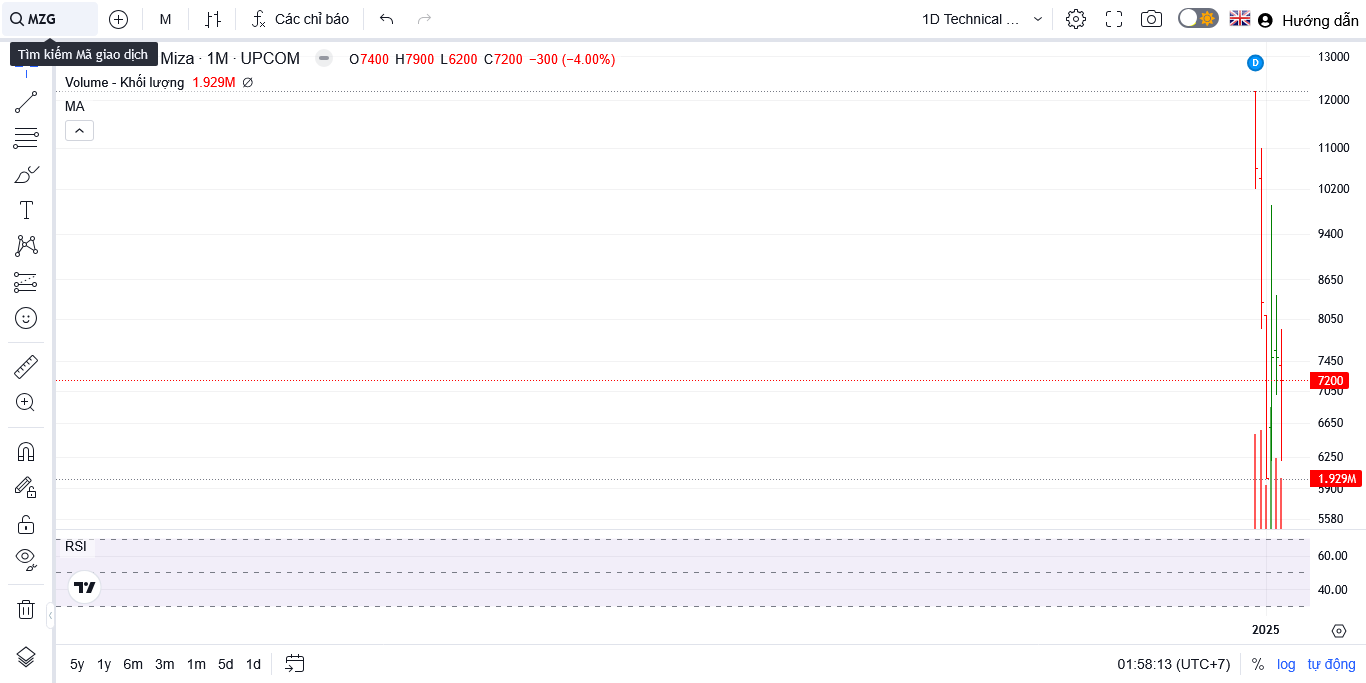 MZG
M
Các chỉ báo
1D Technical ...
Hướng dẫn
Tìm kiếm Mã giao dịch
Miza · 1M · UPCOM
O7400 H7900 L6200 C7200 −300 (−4.00%)
Volume - Khối lượng 1.929M ∅
MA
D
13000
12000
11000
10200
9400
8650
8050
7450
7200
7050
6650
6250
1.929M
5900
5580
RSI
60.00
40.00
2025
5y 1y 6m 3m 1m 5d 1d
01:58:13 (UTC+7)
% log tự động